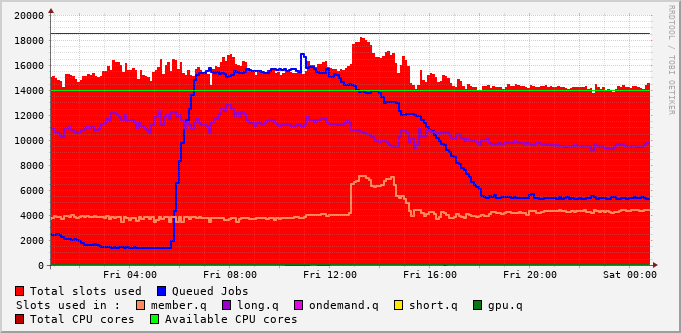 20000
18000
16000
14000
12000
10000
8000
6000
4000
2000
0
Fri 04:00 Fri 08:00 Fri 12:00 Fri 16:00 Fri 20:00 Sat 00:00
RRDTOOL / TOBI OETIKER
Total slots used Queued Jobs
Slots used in : member.q long.q ondemand.q short.q gpu.q
Total CPU cores Available CPU cores